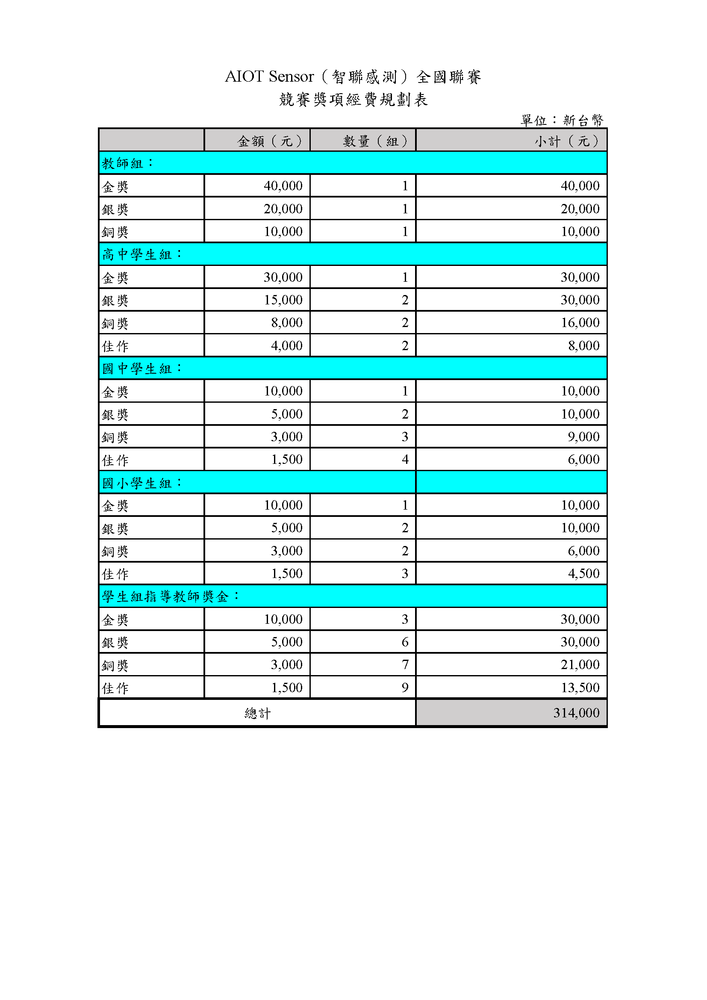 AIOT Sensor（智聯感測）全國聯賽
競賽獎項經費規劃表
單位：新台幣
金額（元） 數量（組） 小計（元）
教師組：
金獎 40,000 1 40,000
銀獎 20,000 1 20,000
銅獎 10,000 1 10,000
高中學生組：
金獎 30,000 1 30,000
銀獎 15,000 2 30,000
銅獎 8,000 2 16,000
佳作 4,000 2 8,000
國中學生組：
金獎 10,000 1 10,000
銀獎 5,000 2 10,000
銅獎 3,000 3 9,000
佳作 1,500 4 6,000
國小學生組：
金獎 10,000 1 10,000
銀獎 5,000 2 10,000
銅獎 3,000 2 6,000
佳作 1,500 3 4,500
學生組指導教師獎金：
金獎 10,000 3 30,000
銀獎 5,000 6 30,000
銅獎 3,000 7 21,000
佳作 1,500 9 13,500
總計 314,000